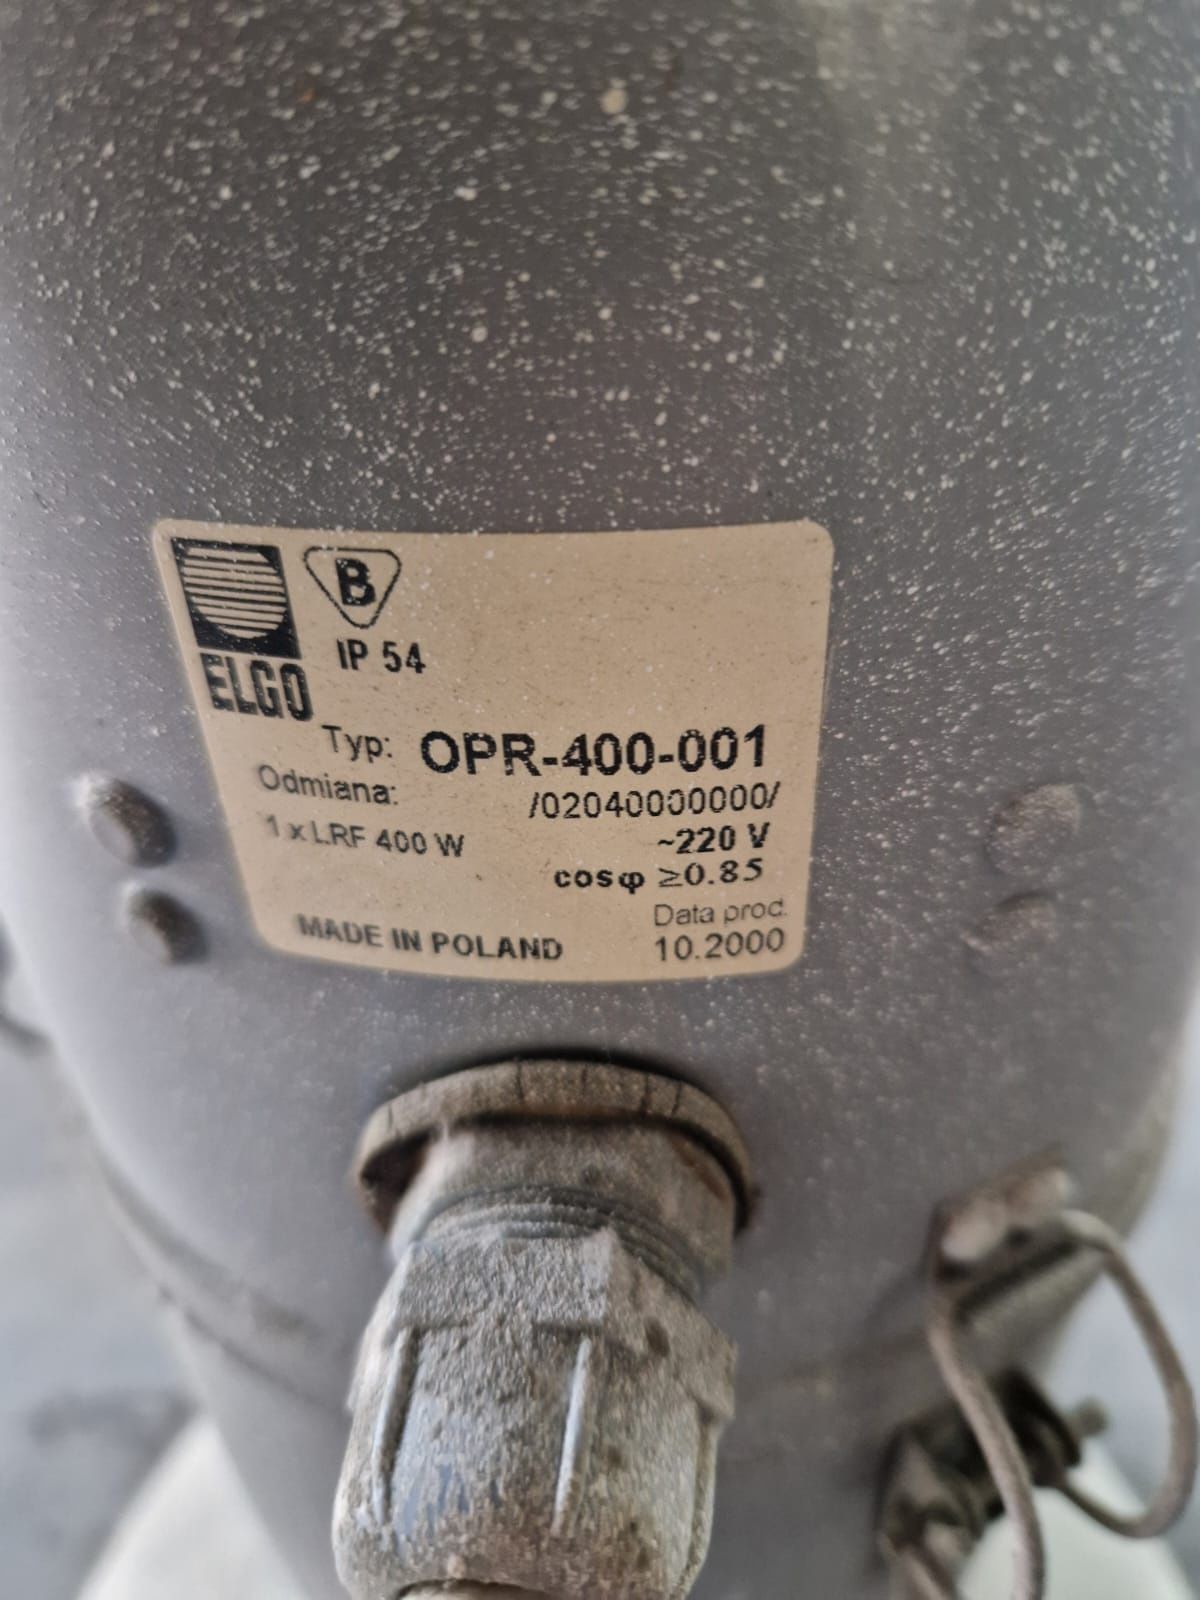 B
IP 54
ELGO
Typ: OPR-400-001
Odmiana: /02040000000/
1 x LRF 400 W ~220 V
cosφ ≥0.85
Data prod.
MADE IN POLAND 10.2000